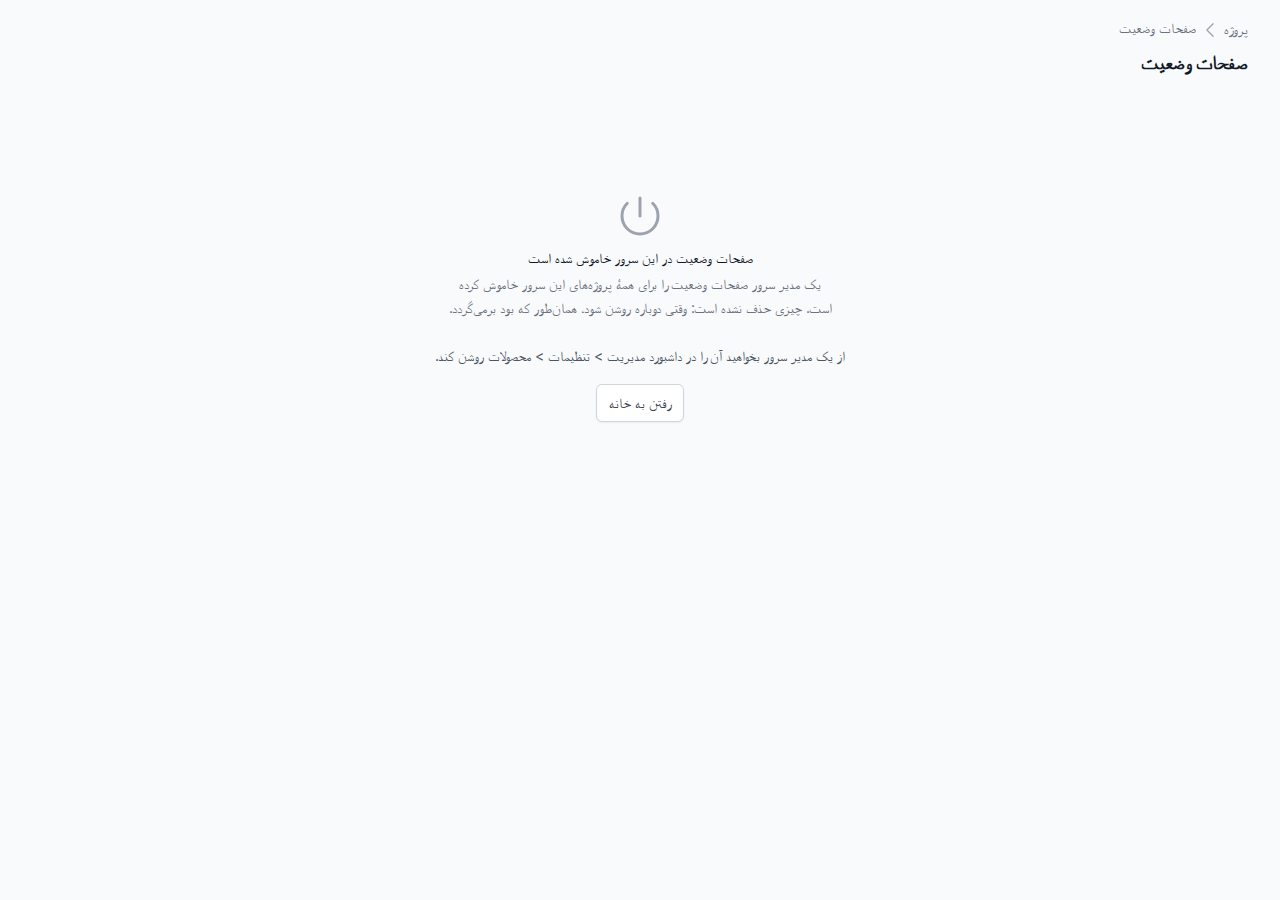 پروژه
صفحات وضعیت
صفحات وضعیت
صفحات وضعیت در این سرور خاموش شده است
یک مدیر سرور صفحات وضعیت را برای همهٔ پروژه‌های این سرور خاموش کرده
است. چیزی حذف نشده است: وقتی دوباره روشن شود، همان‌طور که بود برمی‌گردد.
از یک مدیر سرور بخواهید آن را در داشبورد مدیریت > تنظیمات > محصولات روشن کند.
رفتن به خانه